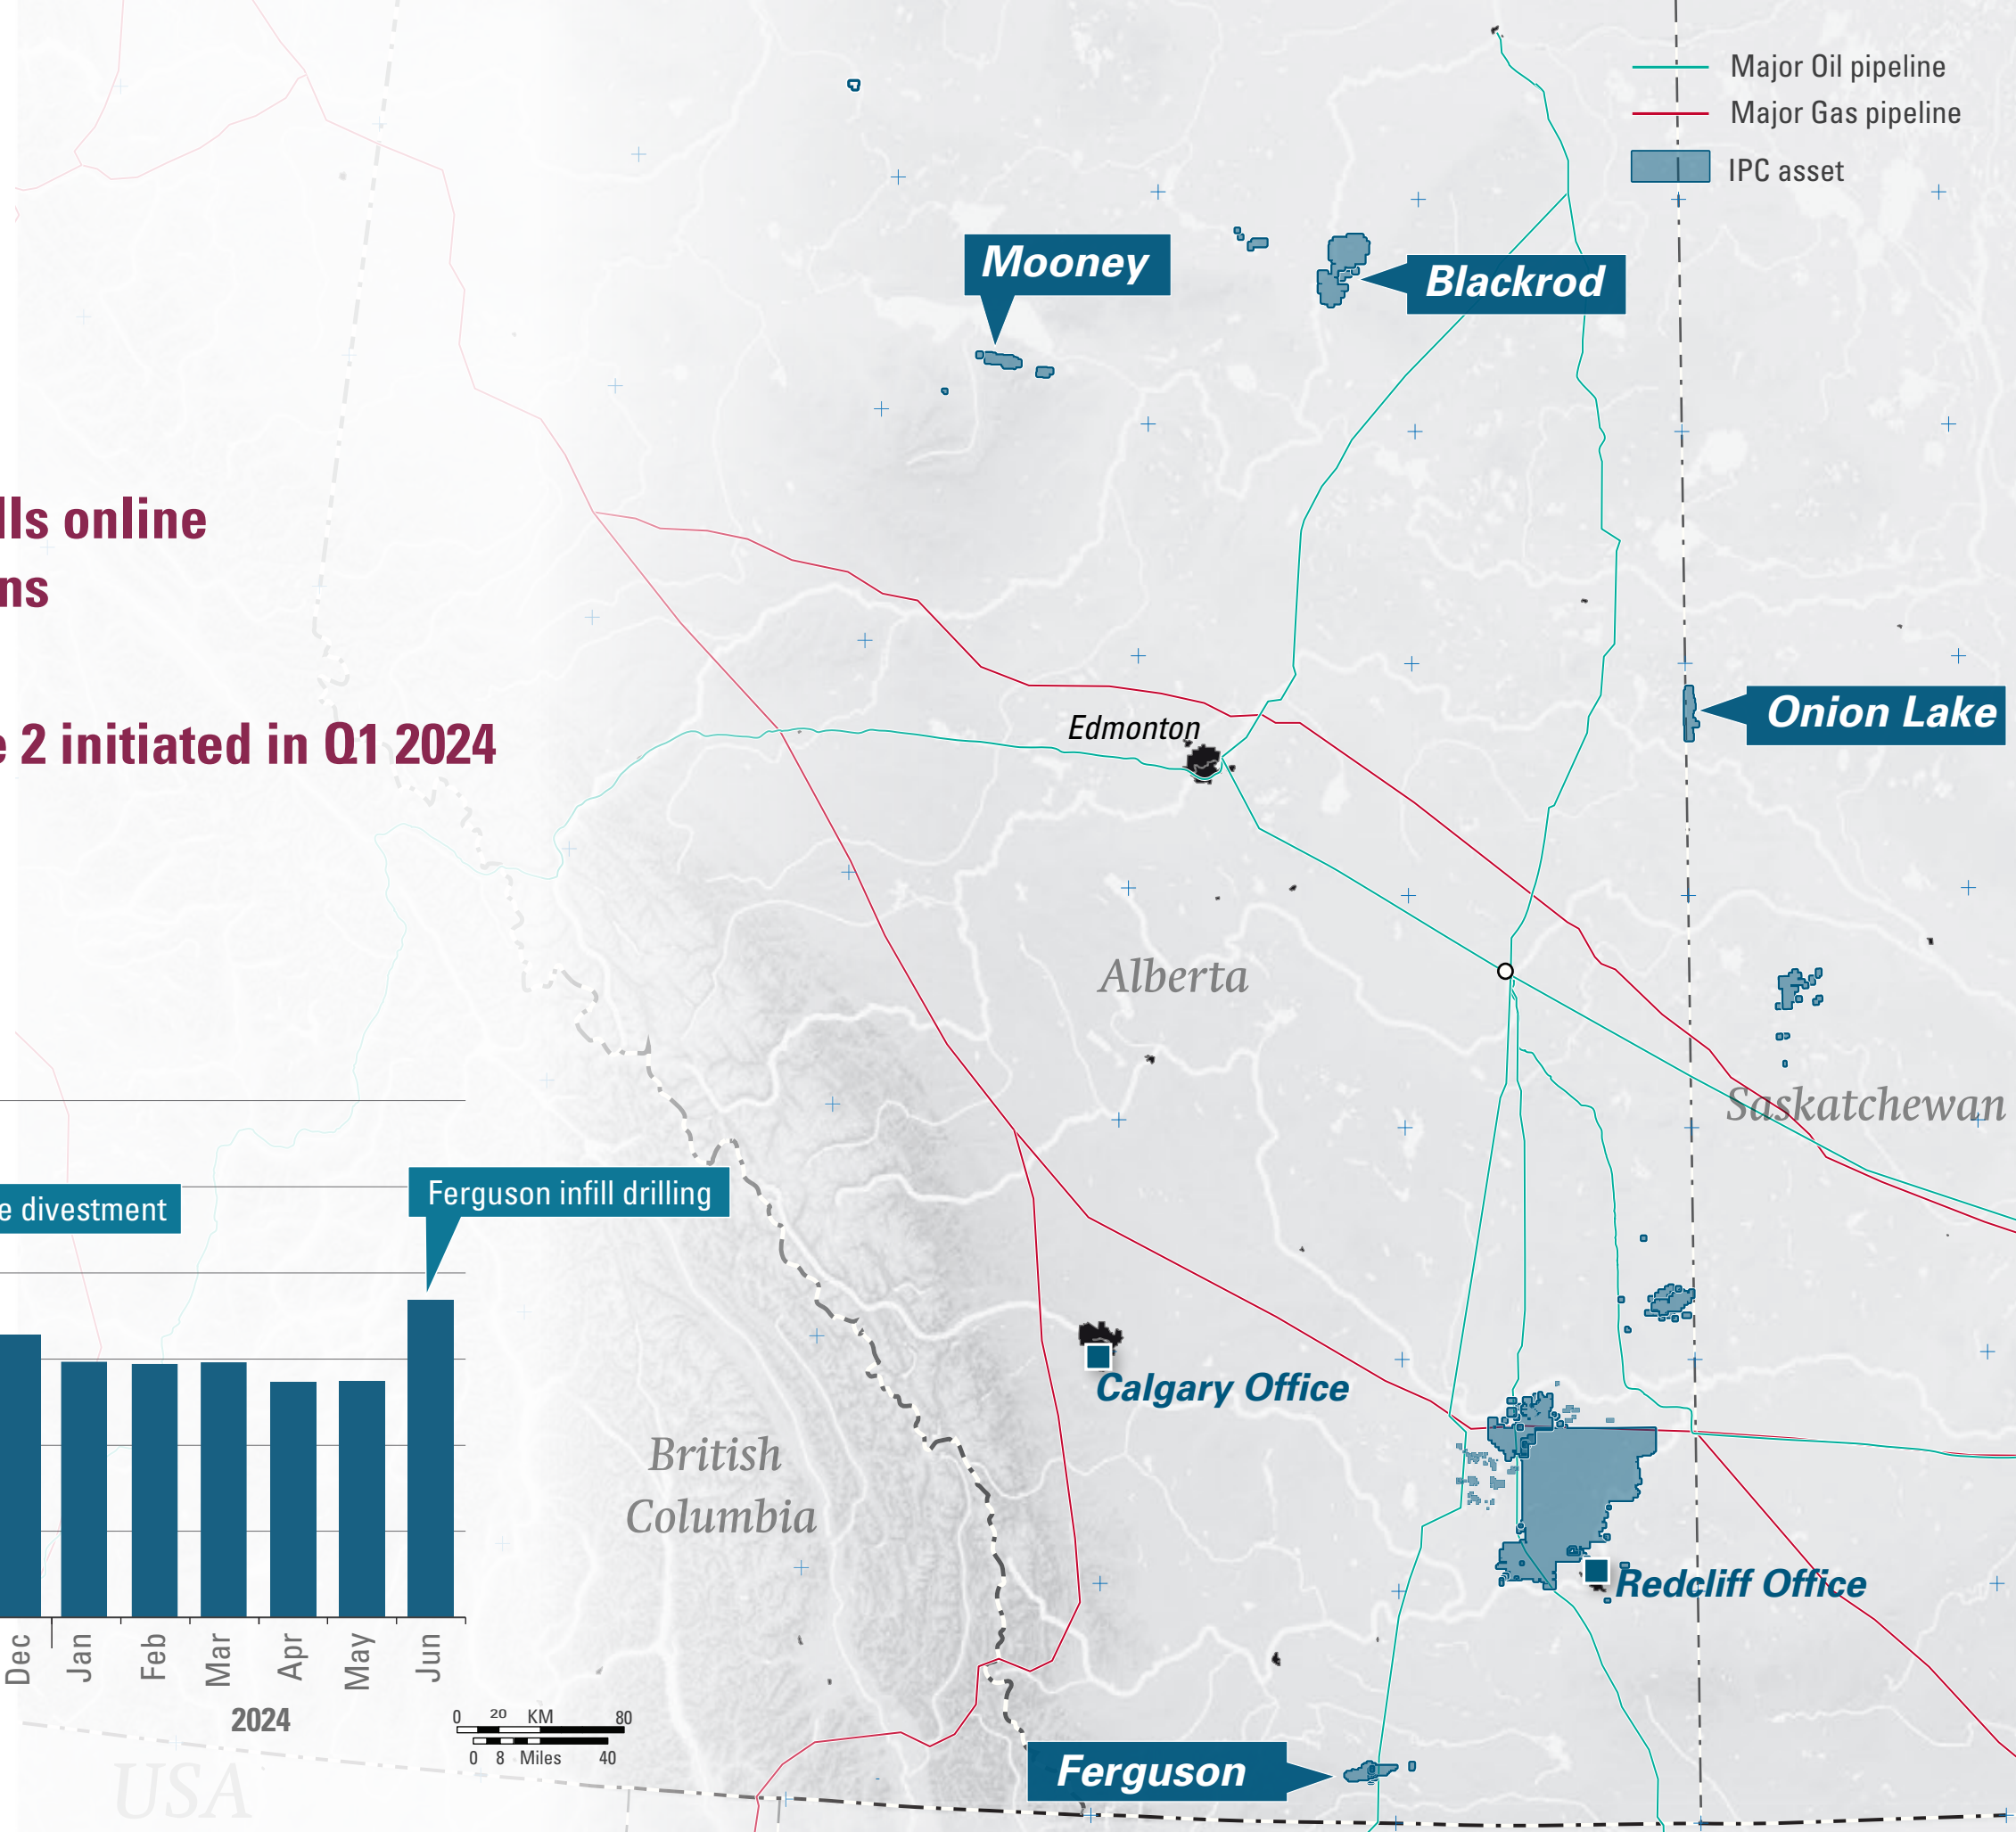 Major Oil pipeline
Major Gas pipeline
IPC asset
Mooney
Blackrod
lls online
ns
Onion Lake
e 2 initiated in Q1 2024
Edmonton
Alberta
Saskatchewan
e divestment
Ferguson infill drilling
Calgary Office
British
Columbia
Redcliff Office
Dec
Jan
Feb
Mar
Apr
May
Jun
2024
0 20 KM 80
0 8 Miles 40
USA
Ferguson